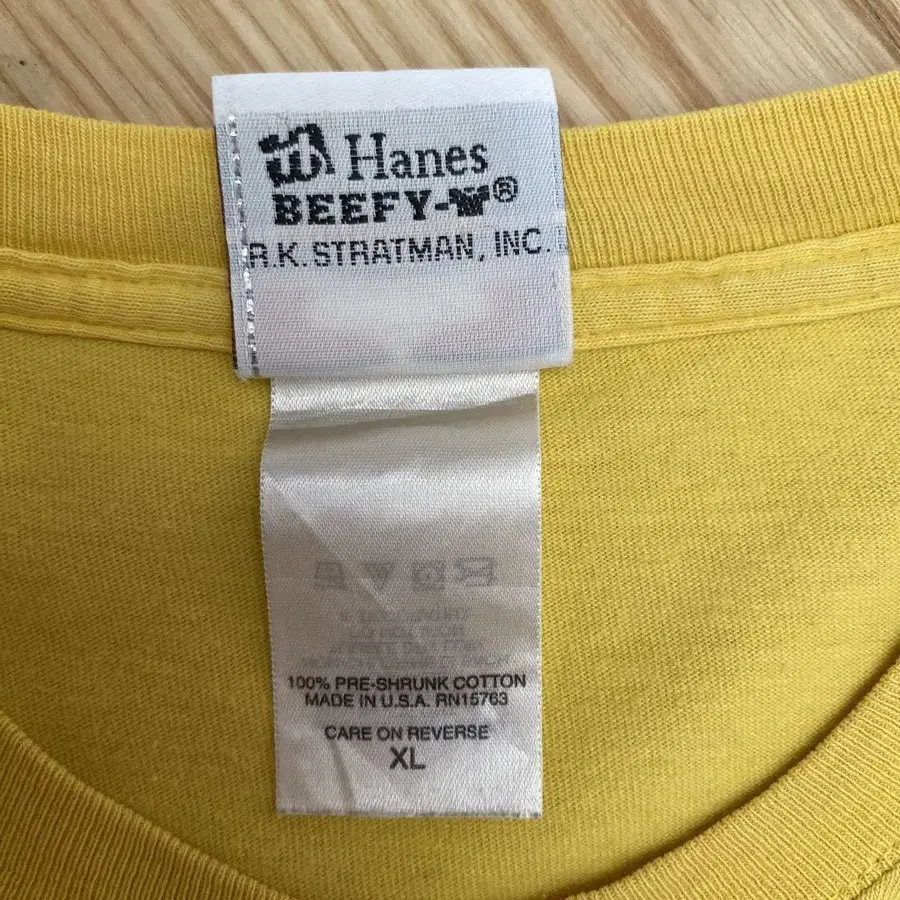 Hanes
BEEFY-T®
R.K. STRATMAN, INC.
100% PRE-SHRUNK COTTON
MADE IN U.S.A. RN15763
CARE ON REVERSE
XL